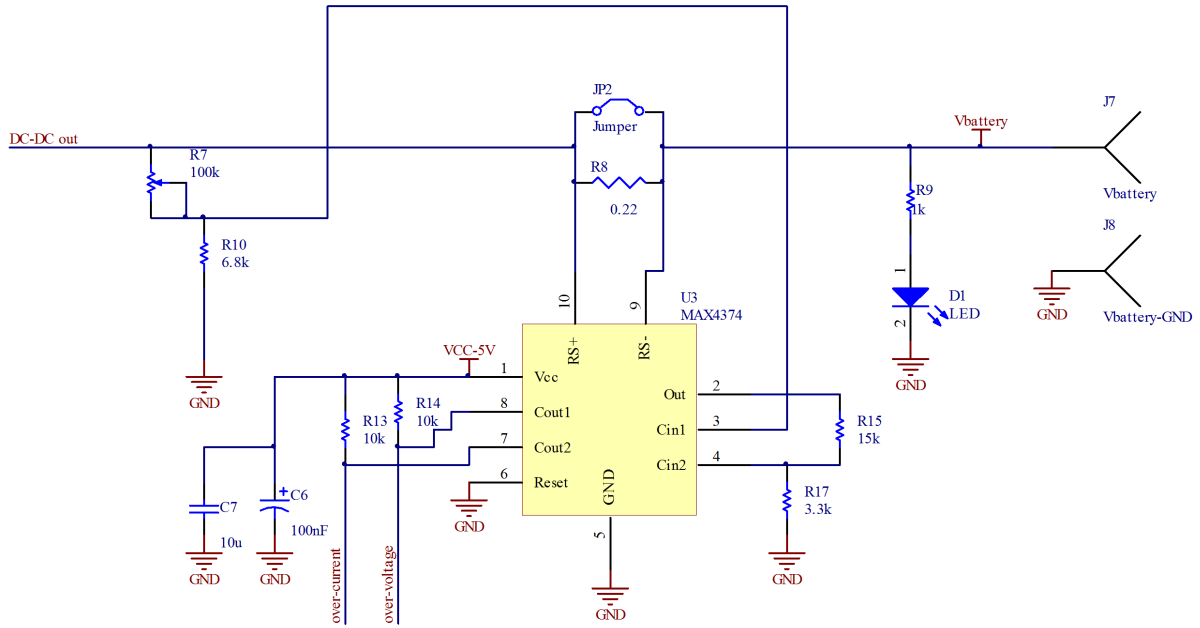 JP2
Jumper
J7
Vbattery
DC-DC out
R7
100k
R8
0.22
R9
1k
Vbattery
J8
R10
6.8k
10
9
U3
MAX4374
1
D1
LED
2
GND
Vbattery-GND
GND
RS+
RS-
VCC-5V
GND
1
Vcc
8
Cout1
7
Cout2
6
Reset
GND
Out
2
Cin1
3
Cin2
4
R13
10k
R14
10k
R15
15k
GND
R17
3.3k
C7
10u
C6
+
100nF
5
GND
GND
over-current
over-voltage
GND
GND